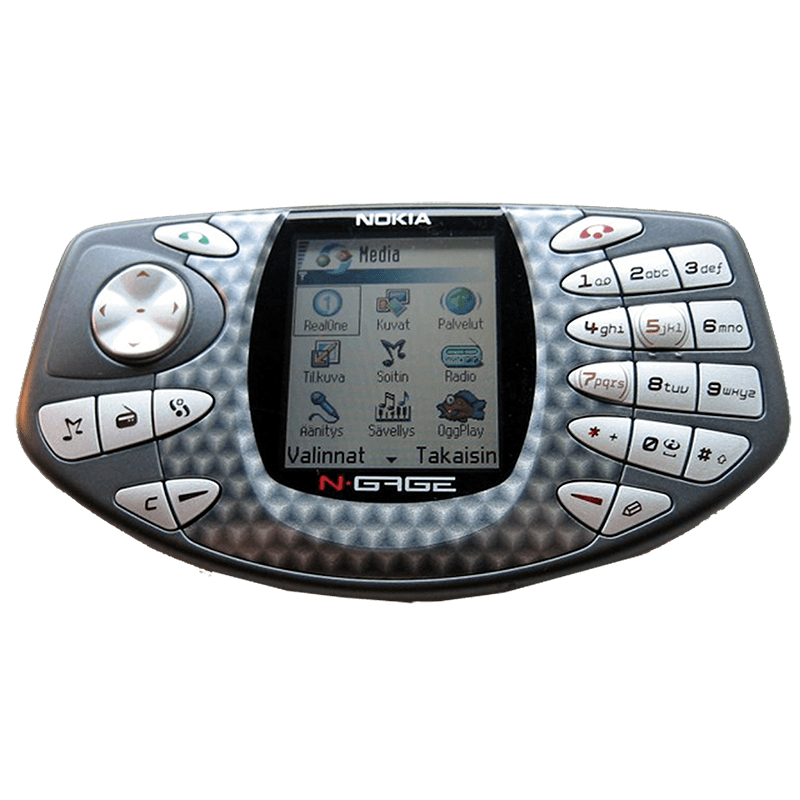 NOKIA
Media
RealOne Kuvat Palvelut
Tilkuva Soitin Radio
Äänitys Sävellys OggPlay
Valinnat Takaisin
N·GAGE
1 2abc 3def
4ghi 5jkl 6mno
7pqrs 8tuv 9wxyz
* + 0 #
C